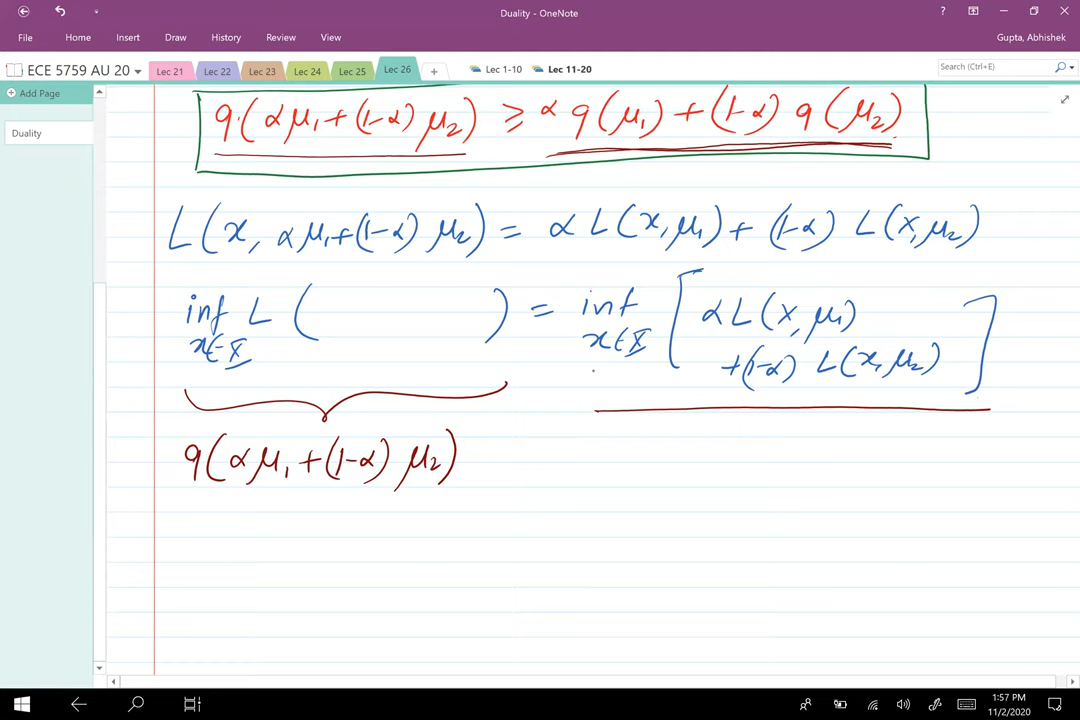 Duality - OneNote
?
Gupta, Abhishek
File Home Insert Draw History Review View
ECE 5759 AU 20 Lec 21 Lec 22 Lec 23 Lec 24 Lec 25 Lec 26 + Lec 1-10 Lec 11-20 Search (Ctrl+E)
Add Page
Duality
q(αμ₁+(1-α)μ₂) ≥ α q(μ₁) + (1-α) q(μ₂)
L(x, αμ₁+(1-α)μ₂) = α L(x,μ₁) + (1-α) L(x,μ₂)
inf L ( ) = inf [ αL(x,μ₁)
x∈X x∈X +(1-α) L(x,μ₂) ]
q(αμ₁+(1-α)μ₂)
1:57 PM
11/2/2020